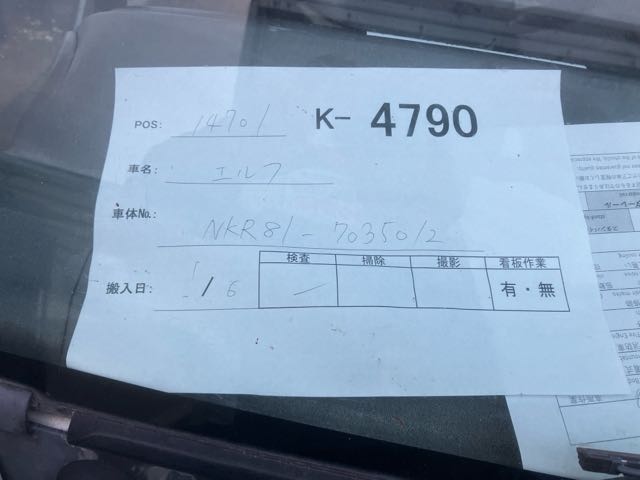 K- 4790
POS: 14701
車名: エルフ
車体No.: NKR81-7035012
検査 掃除 撮影 看板作業
搬入日: 1/6 有・無